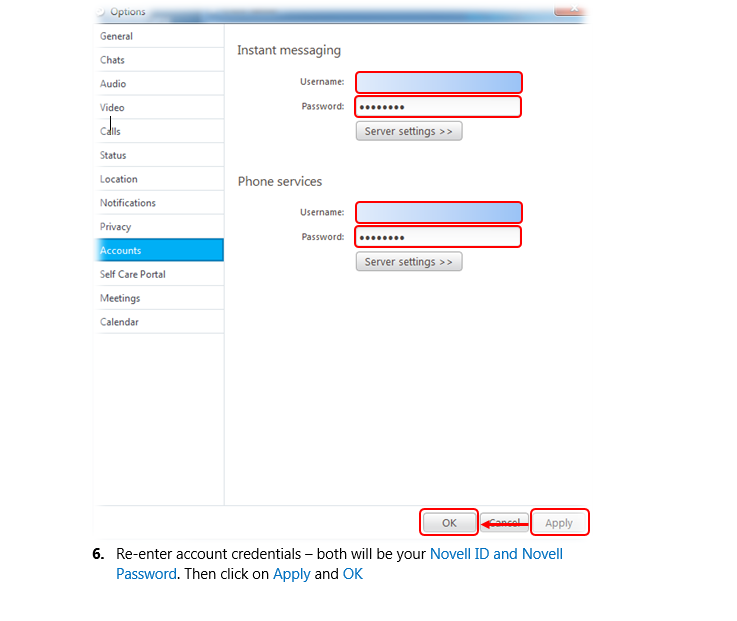 Options
General
Chats
Audio
Video
Calls
Status
Location
Notifications
Privacy
Accounts
Self Care Portal
Meetings
Calendar
Instant messaging
Username:
Password: ••••••••
Server settings >>
Phone services
Username:
Password: ••••••••
Server settings >>
OK Cancel Apply
6. Re-enter account credentials – both will be your Novell ID and Novell
Password. Then click on Apply and OK